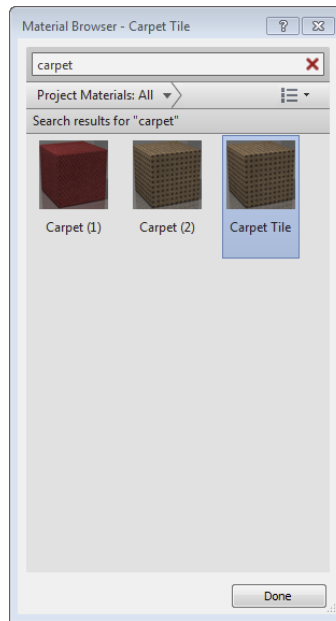 Material Browser - Carpet Tile
carpet
Project Materials: All
Search results for "carpet"
Carpet (1) Carpet (2) Carpet Tile
Done